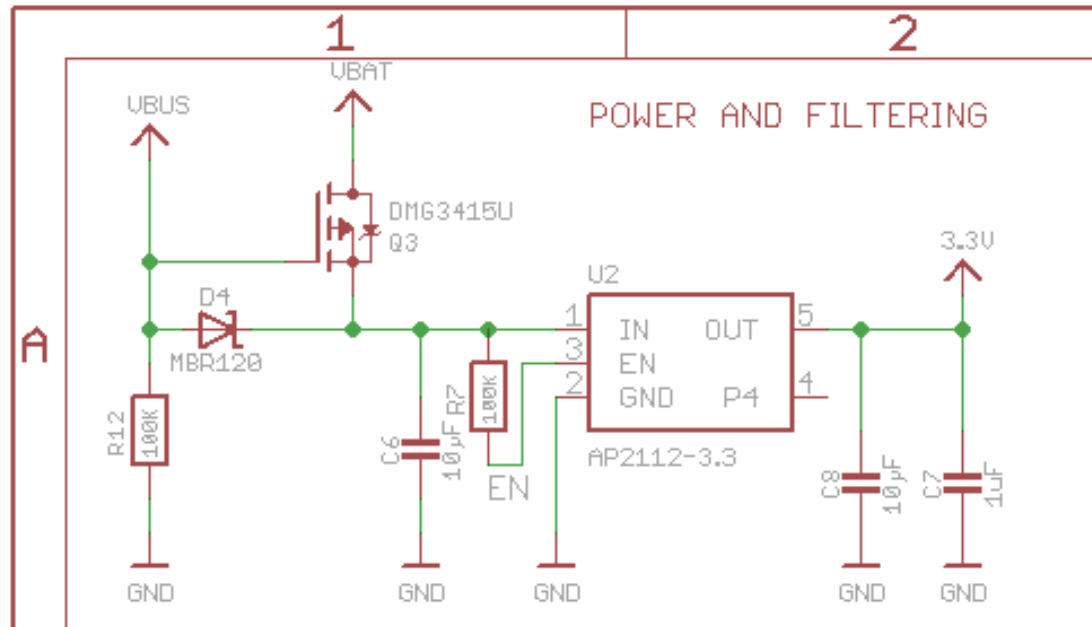 1
2
A
POWER AND FILTERING
VBUS
VBAT
DMG3415U
Q3
D4
MBR120
R12
100K
C6
10µF
R7
100K
EN
U2
1
3
2
IN
EN
GND
OUT
P4
5
4
AP2112-3.3
3.3V
C8
10µF
C7
1uF
GND
GND
GND
GND
GND